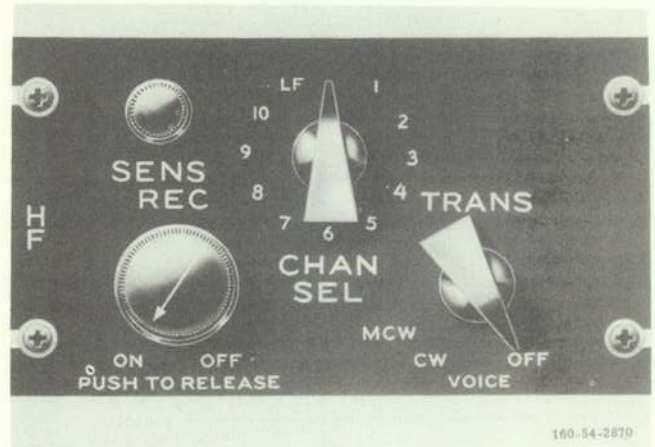 LF 1
10 2
9 3
8 4
7 6 5
SENS
REC
HF
TRANS
CHAN
SEL
MCW
CW OFF
VOICE
ON OFF
PUSH TO RELEASE
160-54-2870